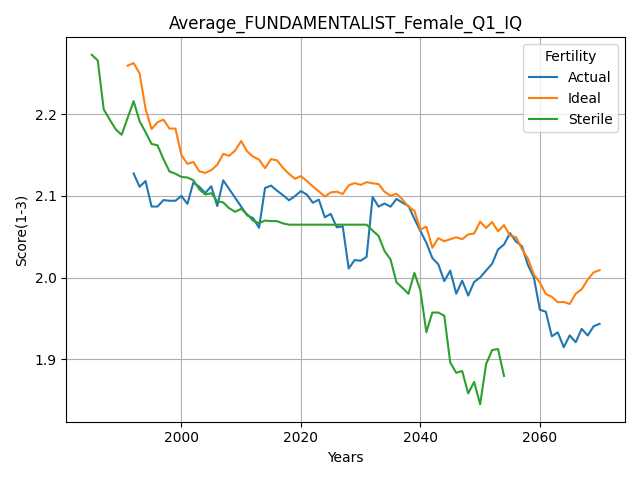 Average_FUNDAMENTALIST_Female_Q1_IQ
Fertility
Actual
Ideal
Sterile
Score(1-3)
2.2
2.1
2.0
1.9
2000 2020 2040 2060
Years